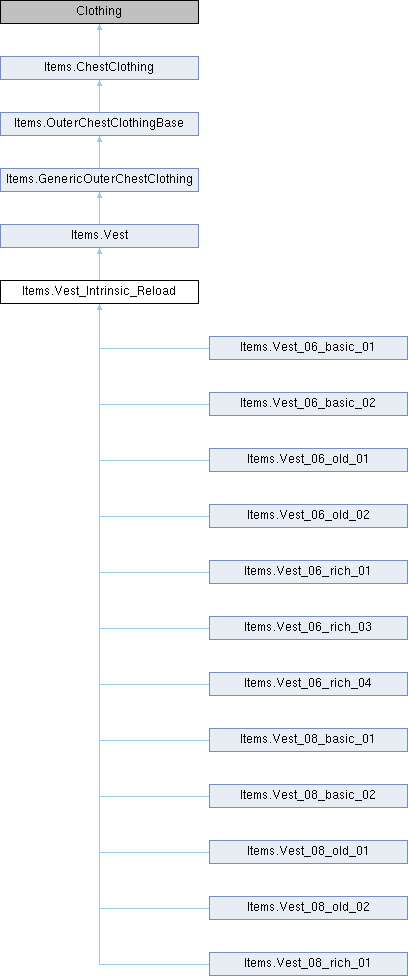 Clothing
Items.ChestClothing
Items.OuterChestClothingBase
Items.GenericOuterChestClothing
Items.Vest
Items.Vest_Intrinsic_Reload
Items.Vest_06_basic_01
Items.Vest_06_basic_02
Items.Vest_06_old_01
Items.Vest_06_old_02
Items.Vest_06_rich_01
Items.Vest_06_rich_03
Items.Vest_06_rich_04
Items.Vest_08_basic_01
Items.Vest_08_basic_02
Items.Vest_08_old_01
Items.Vest_08_old_02
Items.Vest_08_rich_01